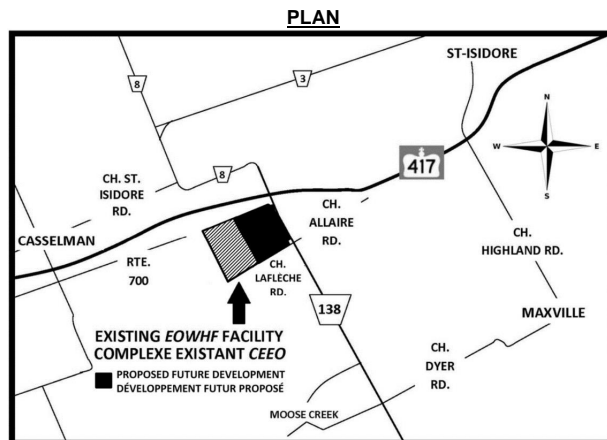 PLAN
ST-ISIDORE
8
3
N
W
E
S
417
8
CH. ST.
ISIDORE
RD.
CH.
ALLAIRE
RD.
CH.
HIGHLAND RD.
CASSELMAN
RTE.
700
CH.
LAFLÈCHE
RD.
138
MAXVILLE
EXISTING EOWHF FACILITY
COMPLEXE EXISTANT CEEO
PROPOSED FUTURE DEVELOPMENT
DÉVELOPPEMENT FUTUR PROPOSÉ
CH.
DYER
RD.
MOOSE CREEK